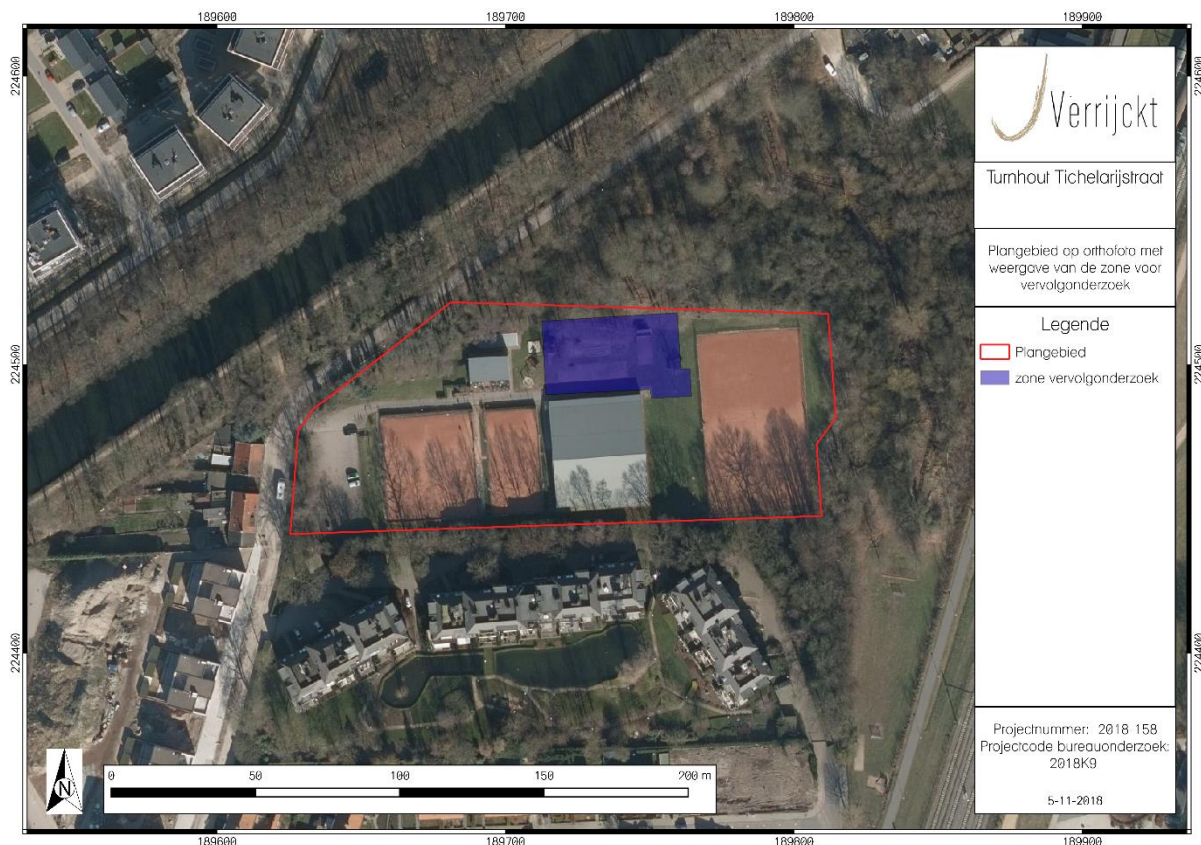 189600 189700 189800 189900
224600 224600
Verrijckt
Turnhout Tichelarijstraat
Plangebied op orthofoto met
weergave van de zone voor
vervolgonderzoek
Legende
Plangebied
zone vervolgonderzoek
224500 224500
224400 224400
Projectnummer: 2018 158
Projectcode bureauonderzoek:
2018K9
5-11-2018
N
0 50 100 150 200 m
189600 189700 189800 189900